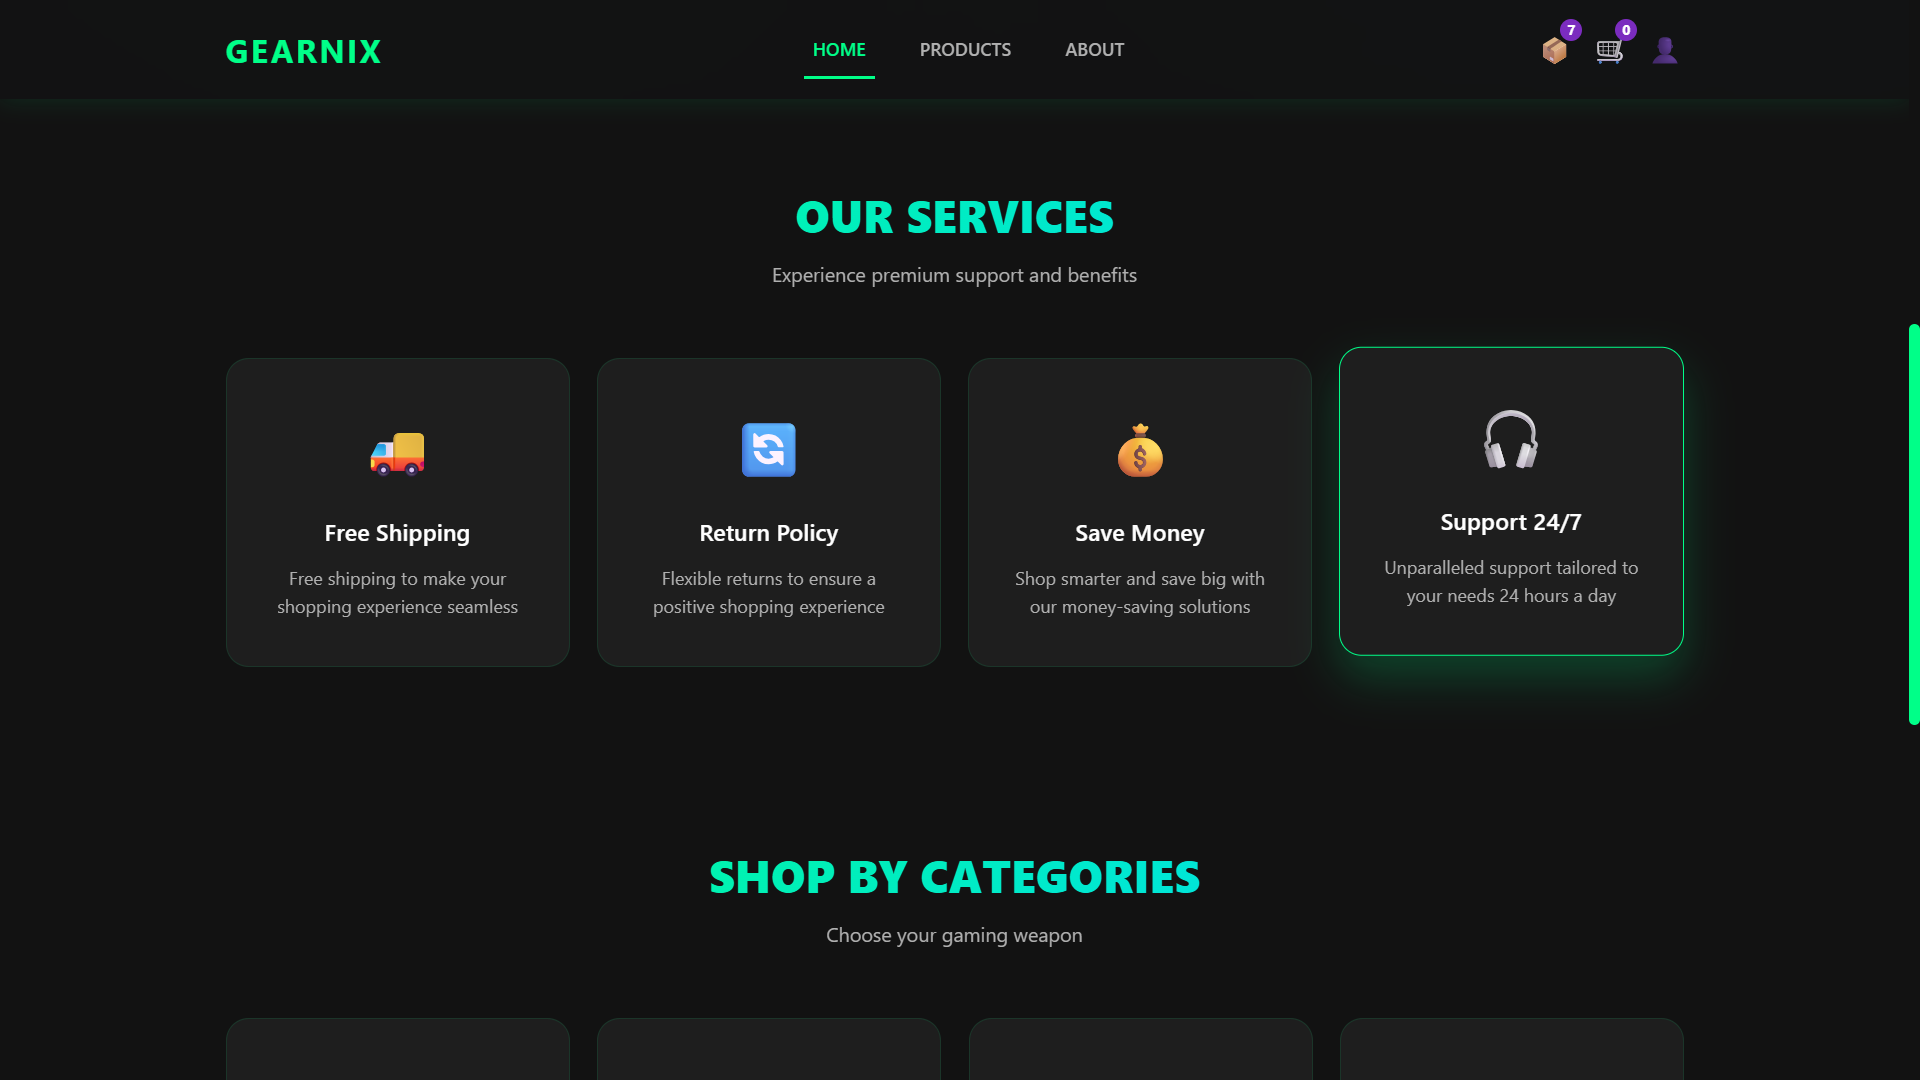 GEARNIX
HOME
PRODUCTS
ABOUT
7
0
OUR SERVICES
Experience premium support and benefits
Free Shipping
Free shipping to make your
shopping experience seamless
Return Policy
Flexible returns to ensure a
positive shopping experience
$
Save Money
Shop smarter and save big with
our money-saving solutions
Support 24/7
Unparalleled support tailored to
your needs 24 hours a day
SHOP BY CATEGORIES
Choose your gaming weapon